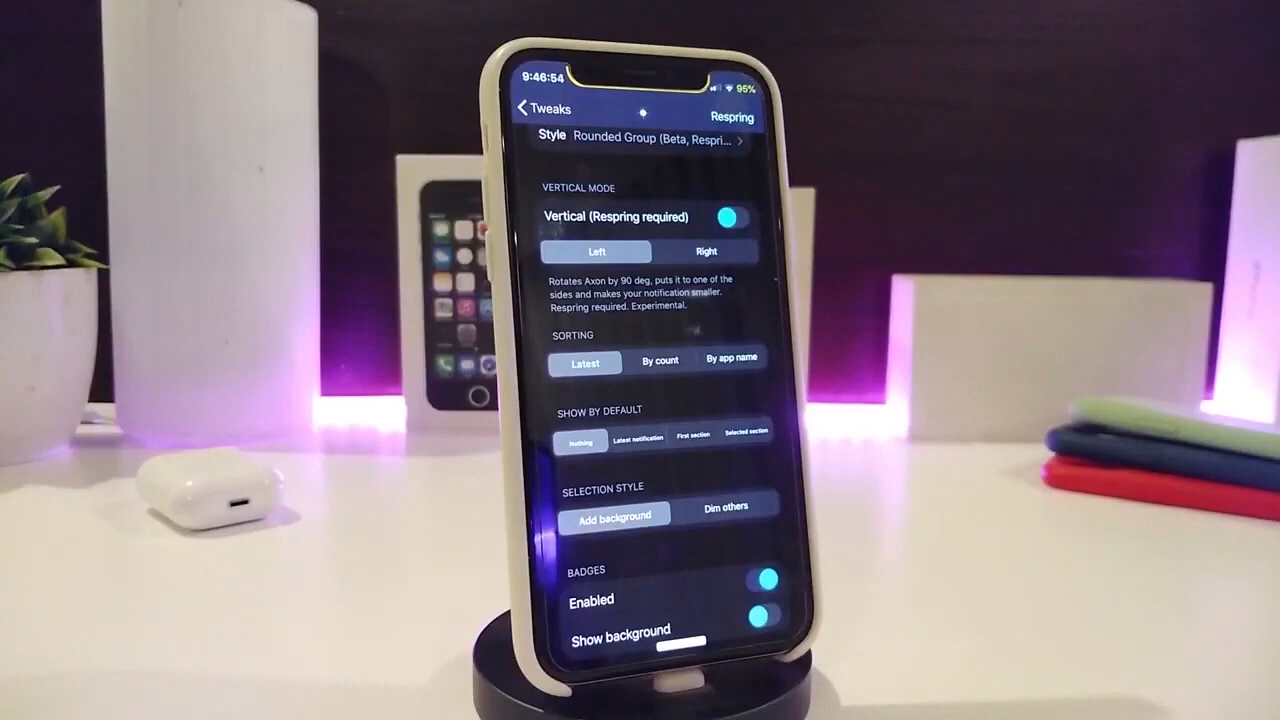 9:46:54
95%
Tweaks
Respring
Style Rounded Group (Beta, Respri...
VERTICAL MODE
Vertical (Respring required)
Left Right
Rotates Axon by 90 deg, puts it to one of the
sides and makes your notification smaller.
Respring required. Experimental.
SORTING
Latest By count By app name
SHOW BY DEFAULT
Nothing Latest notification First section Selected section
SELECTION STYLE
Add background Dim others
BADGES
Enabled
Show background